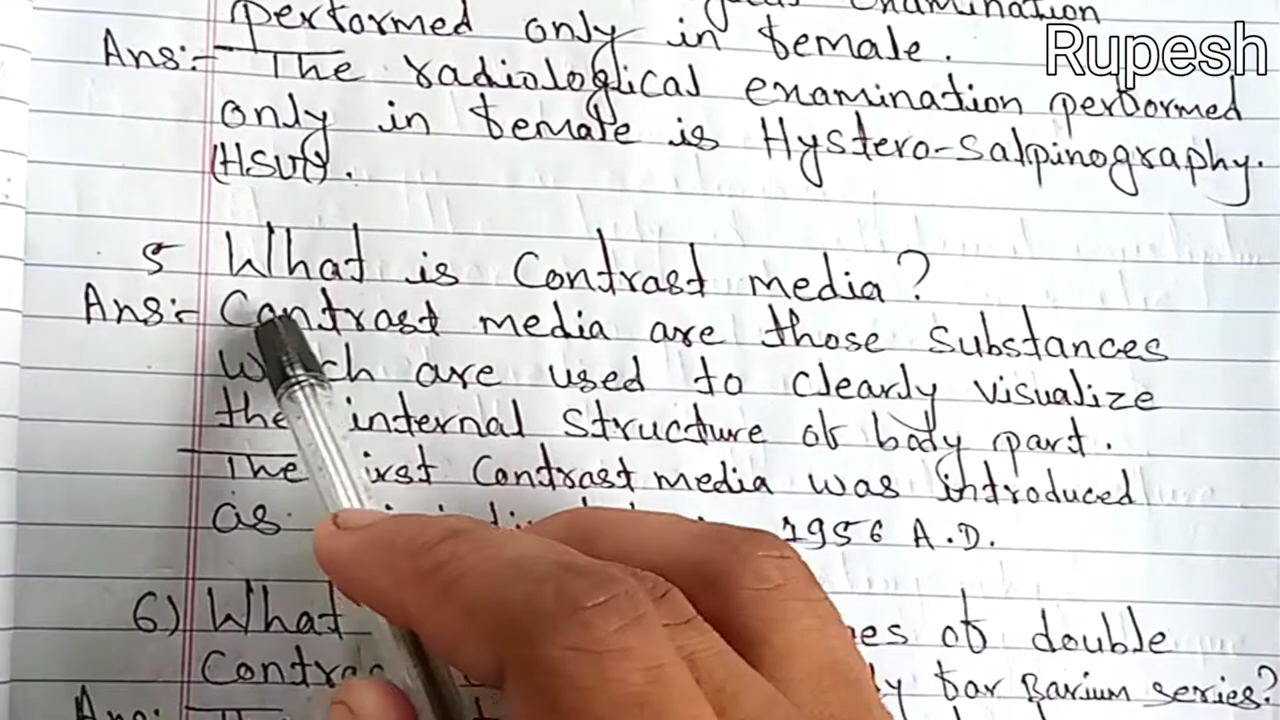 Examination
Rupesh
performed only in female.
Ans:- The radiological examination performed
only in female is Hystero-Salpinography.
(HSG).
5 What is Contrast media?
Ans:- Contrast media are those substances
which are used to clearly visualize
the internal structure of body part.
The first Contrast media was introduced
as 1956 A.D.
6) What of double
for Barium series?
Ans: